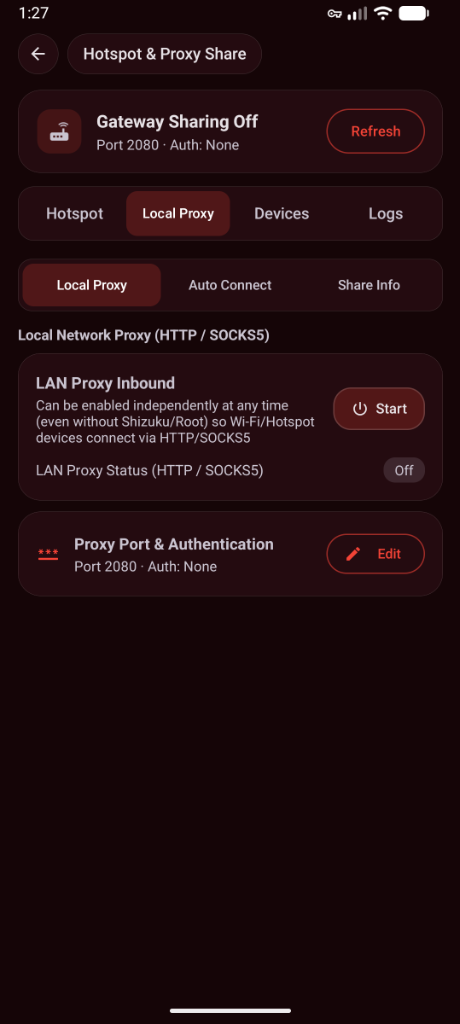 1:27
Hotspot & Proxy Share
Gateway Sharing Off
Port 2080 · Auth: None
Refresh
Hotspot
Local Proxy
Devices
Logs
Local Proxy
Auto Connect
Share Info
Local Network Proxy (HTTP / SOCKS5)
LAN Proxy Inbound
Can be enabled independently at any time
(even without Shizuku/Root) so Wi-Fi/Hotspot
devices connect via HTTP/SOCKS5
Start
LAN Proxy Status (HTTP / SOCKS5)
Off
***
Proxy Port & Authentication
Port 2080 · Auth: None
Edit